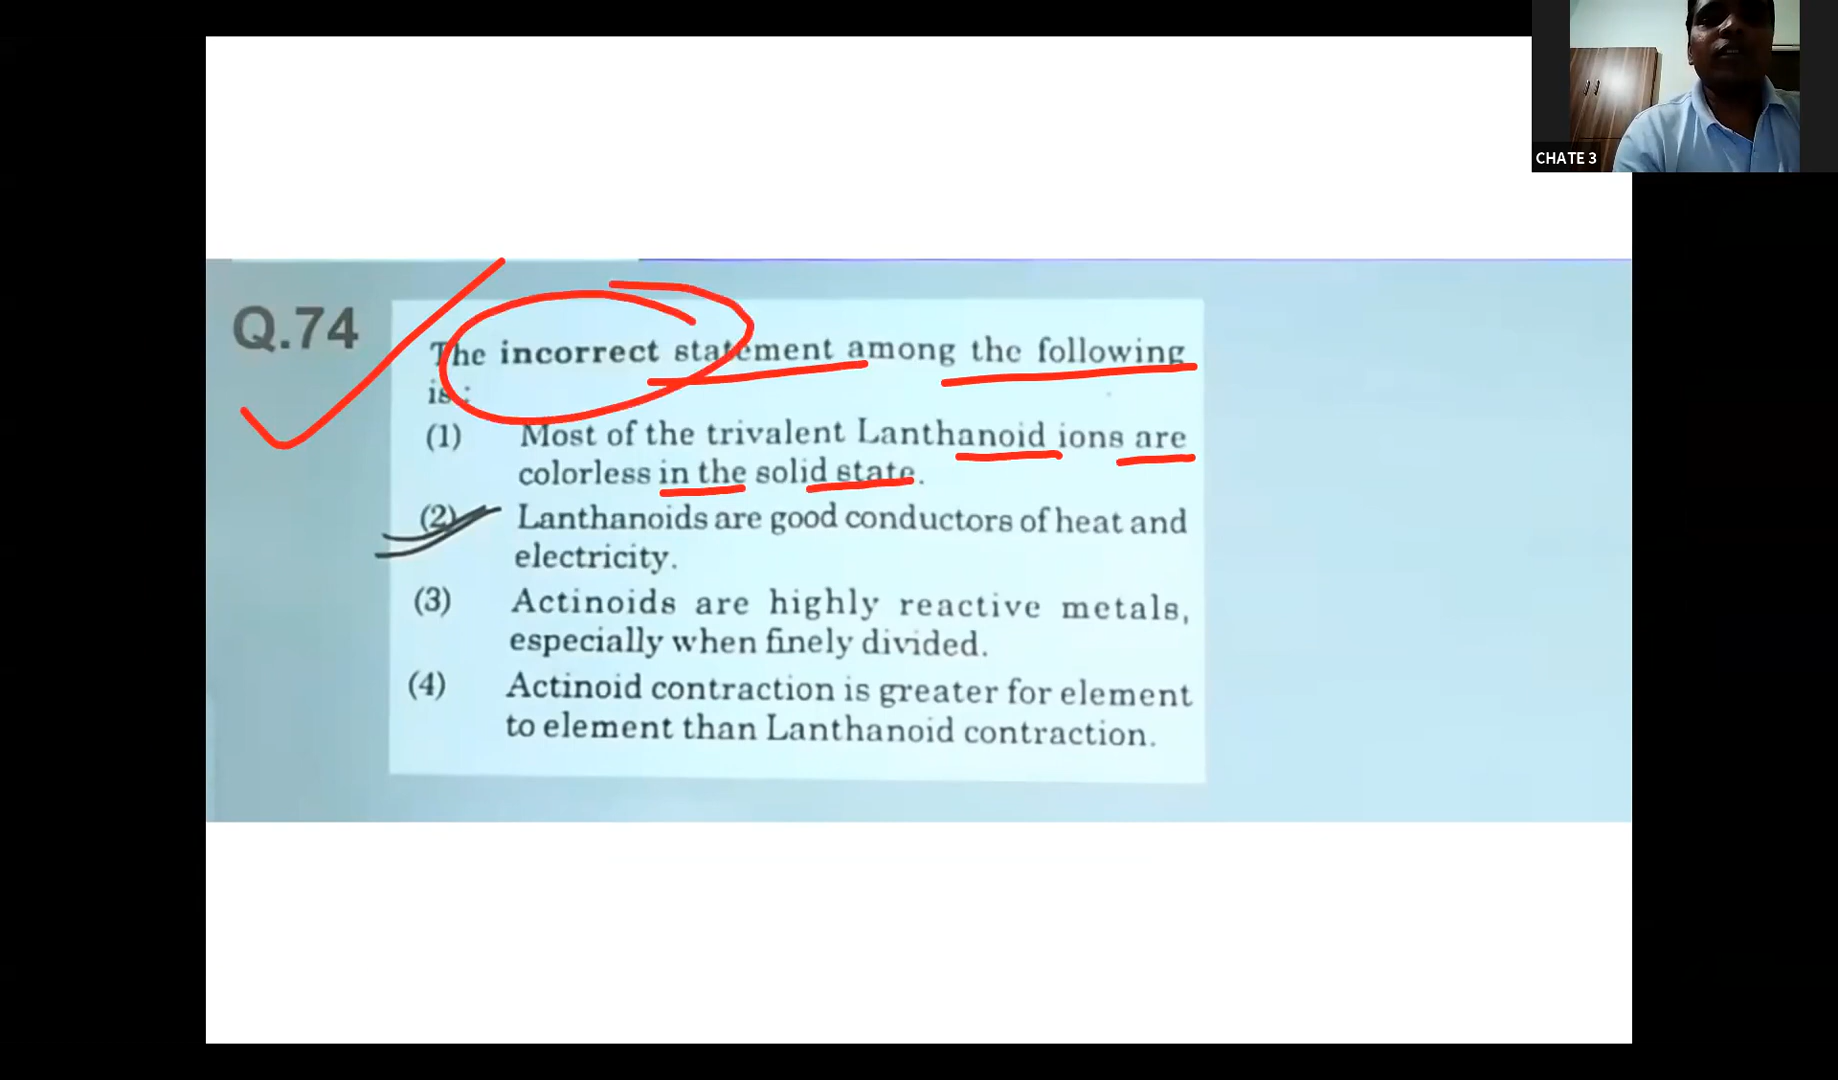 CHATE 3
Q.74
The incorrect statement among the following
is :
(1) Most of the trivalent Lanthanoid ions are
colorless in the solid state.
(2) Lanthanoids are good conductors of heat and
electricity.
(3) Actinoids are highly reactive metals,
especially when finely divided.
(4) Actinoid contraction is greater for element
to element than Lanthanoid contraction.